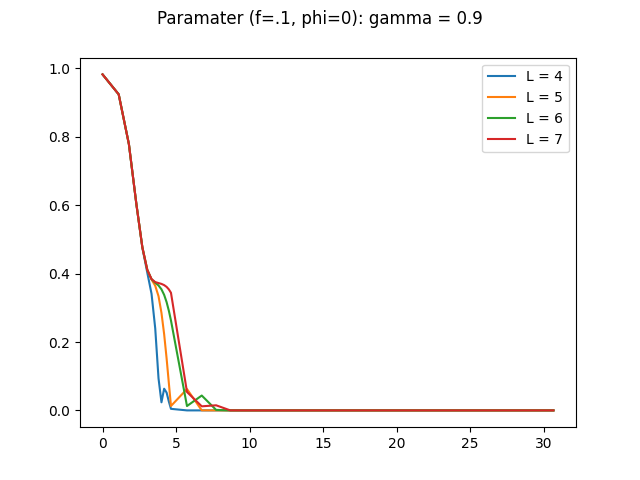 Paramater (f=.1, phi=0): gamma = 0.9
1.0
0.8
0.6
0.4
0.2
0.0
0
5
10
15
20
25
30
L = 4
L = 5
L = 6
L = 7